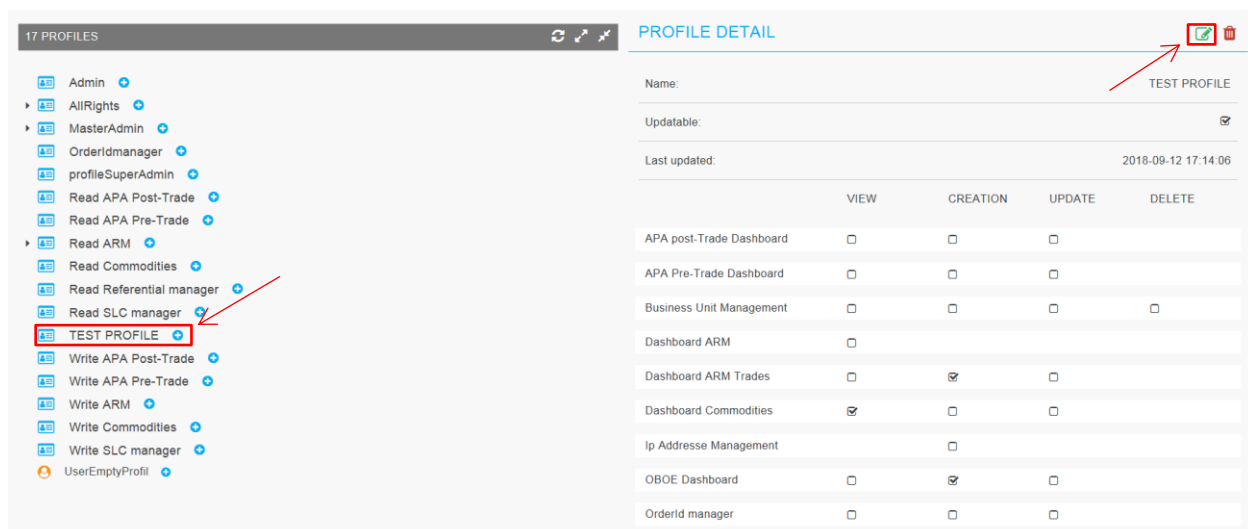 17 PROFILES
Admin
AllRights
MasterAdmin
OrderIdmanager
profileSuperAdmin
Read APA Post-Trade
Read APA Pre-Trade
Read ARM
Read Commodities
Read Referential manager
Read SLC manager
TEST PROFILE
Write APA Post-Trade
Write APA Pre-Trade
Write ARM
Write Commodities
Write SLC manager
UserEmptyProfil
PROFILE DETAIL
Name: TEST PROFILE
Updatable:
Last updated: 2018-09-12 17:14:06
VIEW CREATION UPDATE DELETE
APA post-Trade Dashboard
APA Pre-Trade Dashboard
Business Unit Management
Dashboard ARM
Dashboard ARM Trades
Dashboard Commodities
Ip Addresse Management
OBOE Dashboard
OrderId manager